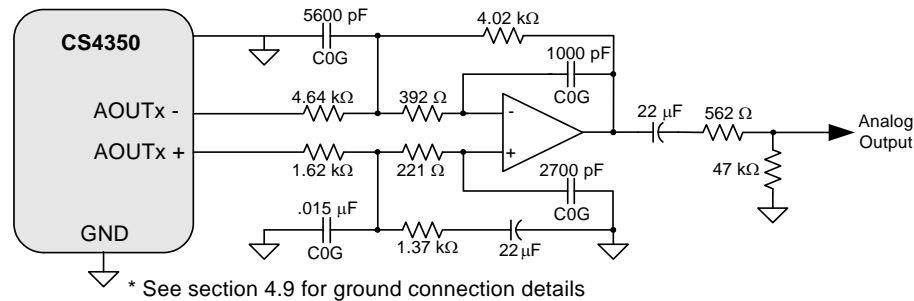 5600 pF
4.02 kΩ
CS4350
C0G
1000 pF
C0G
AOUTx -
4.64 kΩ
392 Ω
-
22 µF
562 Ω
Analog
Output
AOUTx +
+
1.62 kΩ
221 Ω
2700 pF
47 kΩ
.015 µF
C0G
GND
C0G
1.37 kΩ
22µF
* See section 4.9 for ground connection details